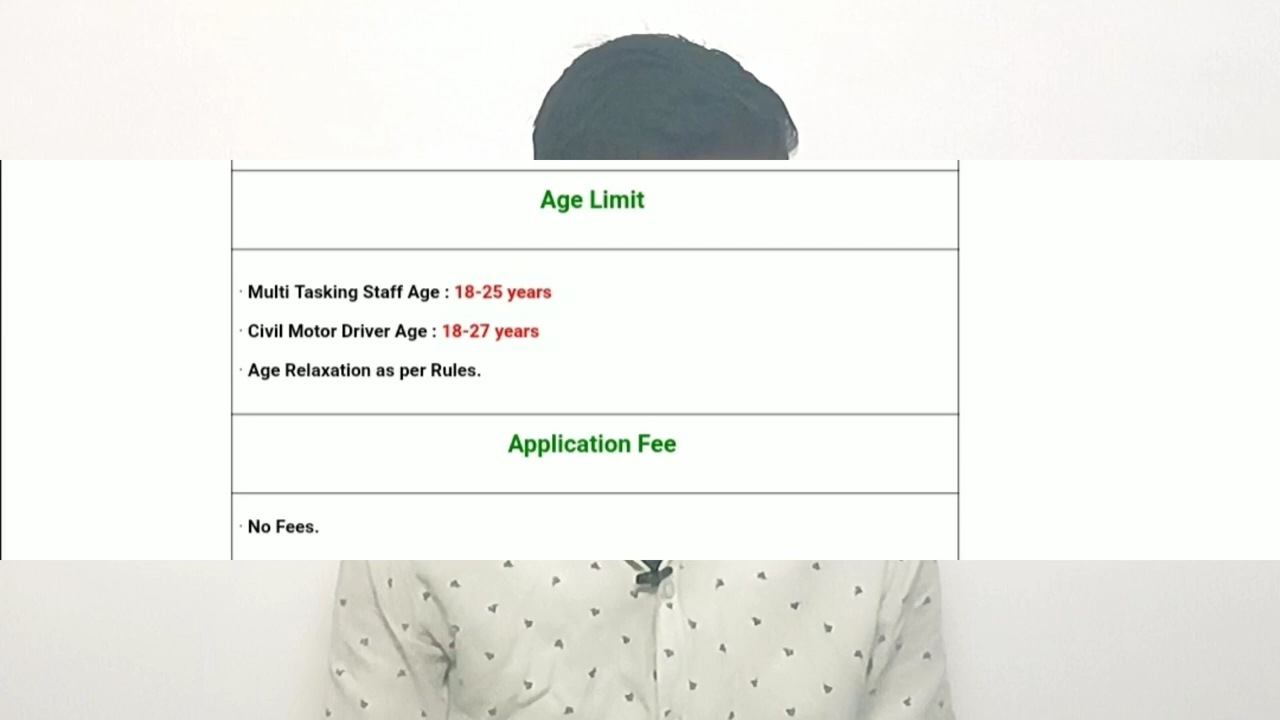 Age Limit
· Multi Tasking Staff Age : 18-25 years
· Civil Motor Driver Age : 18-27 years
· Age Relaxation as per Rules.
Application Fee
· No Fees.